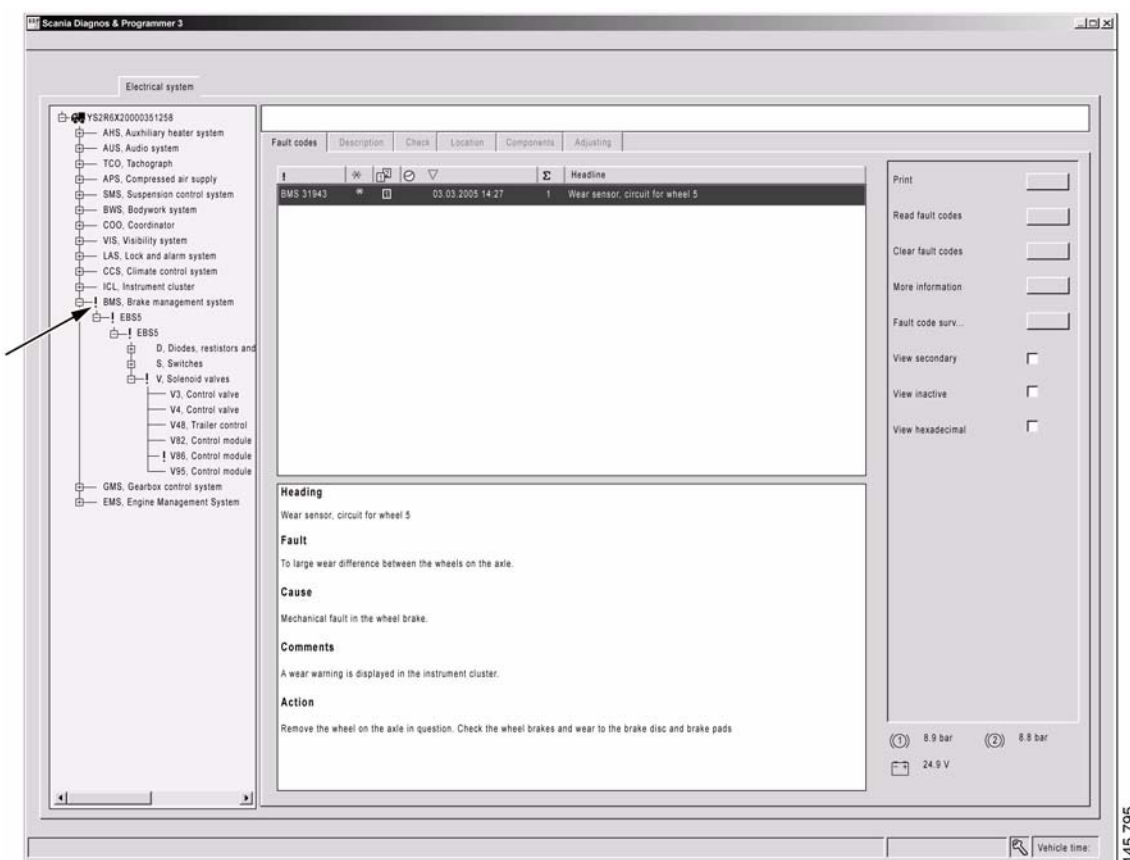 Scania Diagnos & Programmer 3
Electrical system
YS2R6X20000351258
AHS, Auxhiliary heater system
AUS, Audio system
TCO, Tachograph
APS, Compressed air supply
SMS, Suspension control system
BWS, Bodywork system
COO, Coordinator
VIS, Visibility system
LAS, Lock and alarm system
CCS, Climate control system
ICL, Instrument cluster
! BMS, Brake management system
! EBS5
! EBS5
D, Diodes, restistors and
S, Switches
! V, Solenoid valves
V3, Control valve
V4, Control valve
V48, Trailer control
V82, Control module
! V86, Control module
V95, Control module
GMS, Gearbox control system
EMS, Engine Management System
Fault codes Description Check Location Components Adjusting
! Σ Headline
BMS 31943 1 03.03.2005 14:27 1 Wear sensor, circuit for wheel 5
Heading
Wear sensor, circuit for wheel 5
Fault
To large wear difference between the wheels on the axle.
Cause
Mechanical fault in the wheel brake.
Comments
A wear warning is displayed in the instrument cluster.
Action
Remove the wheel on the axle in question. Check the wheel brakes and wear to the brake disc and brake pads
Print
Read fault codes
Clear fault codes
More information
Fault code surv...
View secondary
View inactive
View hexadecimal
(1) 8.9 bar (2) 8.8 bar
24.9 V
Vehicle time: